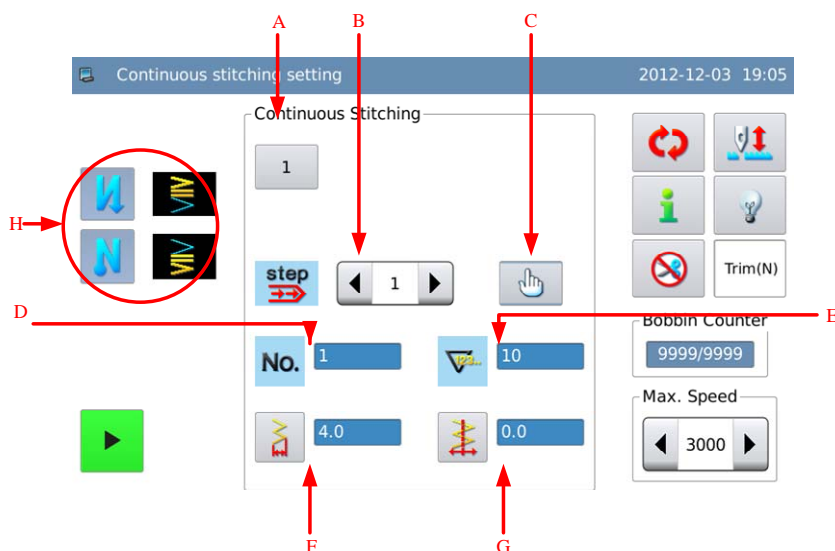 A B C
Continuous stitching setting 2012-12-03 19:05
Continuous Stitching
1
H
step 1
Trim(N)
D E
Bobbin Counter
No. 1 123... 10 9999/9999
Max. Speed
4.0 0.0
3000
F G